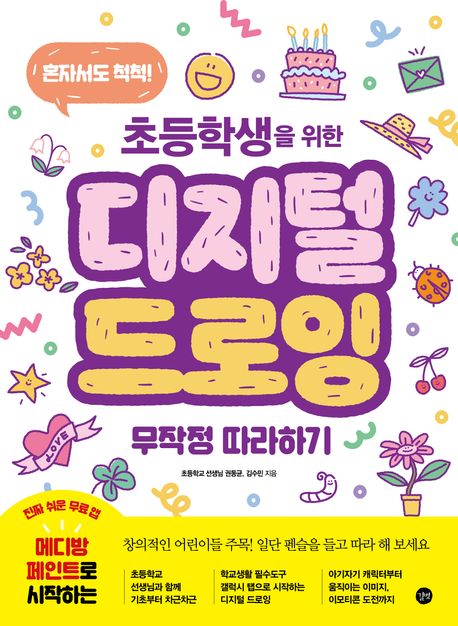 혼자서도 척척!
초등학생을 위한
디지털
드로잉
무작정 따라하기
초등학교 선생님 권동균, 김수민 지음
LOVE
진짜 쉬운 무료 앱
메디방
페인트로
시작하는
창의적인 어린이들 주목! 일단 펜슬을 들고 따라 해 보세요
초등학교
선생님과 함께
기초부터 차근차근
학교생활 필수도구
갤럭시 탭으로 시작하는
디지털 드로잉
아기자기 캐릭터부터
움직이는 이미지,
이모티콘 도전까지
길벗